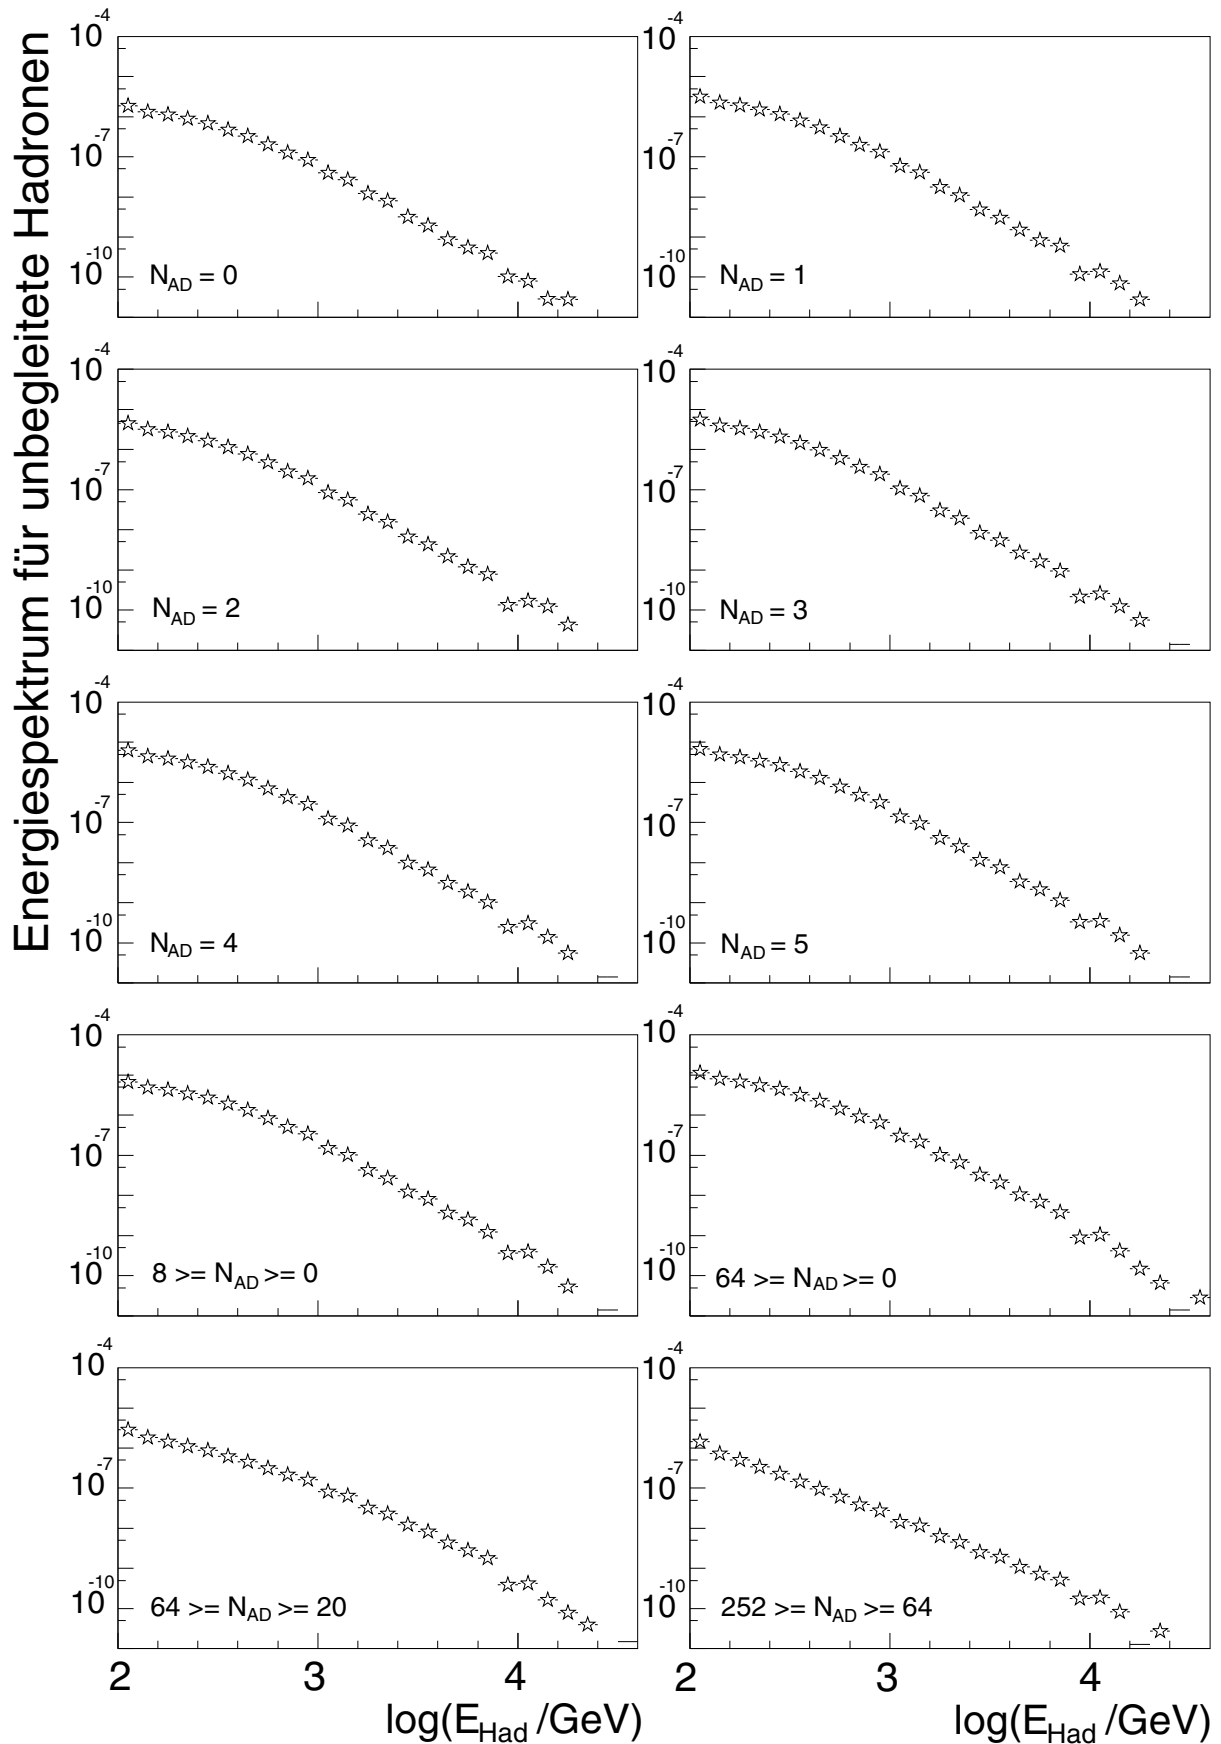 Energiespektrum für unbegleitete Hadronen
10^-4
10^-7
10^-10
N_AD = 0
10^-4
10^-7
10^-10
N_AD = 1
10^-4
10^-7
10^-10
N_AD = 2
10^-4
10^-7
10^-10
N_AD = 3
10^-4
10^-7
10^-10
N_AD = 4
10^-4
10^-7
10^-10
N_AD = 5
10^-4
10^-7
10^-10
8 >= N_AD >= 0
10^-4
10^-7
10^-10
64 >= N_AD >= 0
10^-4
10^-7
10^-10
64 >= N_AD >= 20
2 3 4
log(E_Had /GeV)
10^-4
10^-7
10^-10
252 >= N_AD >= 64
2 3 4
log(E_Had /GeV)